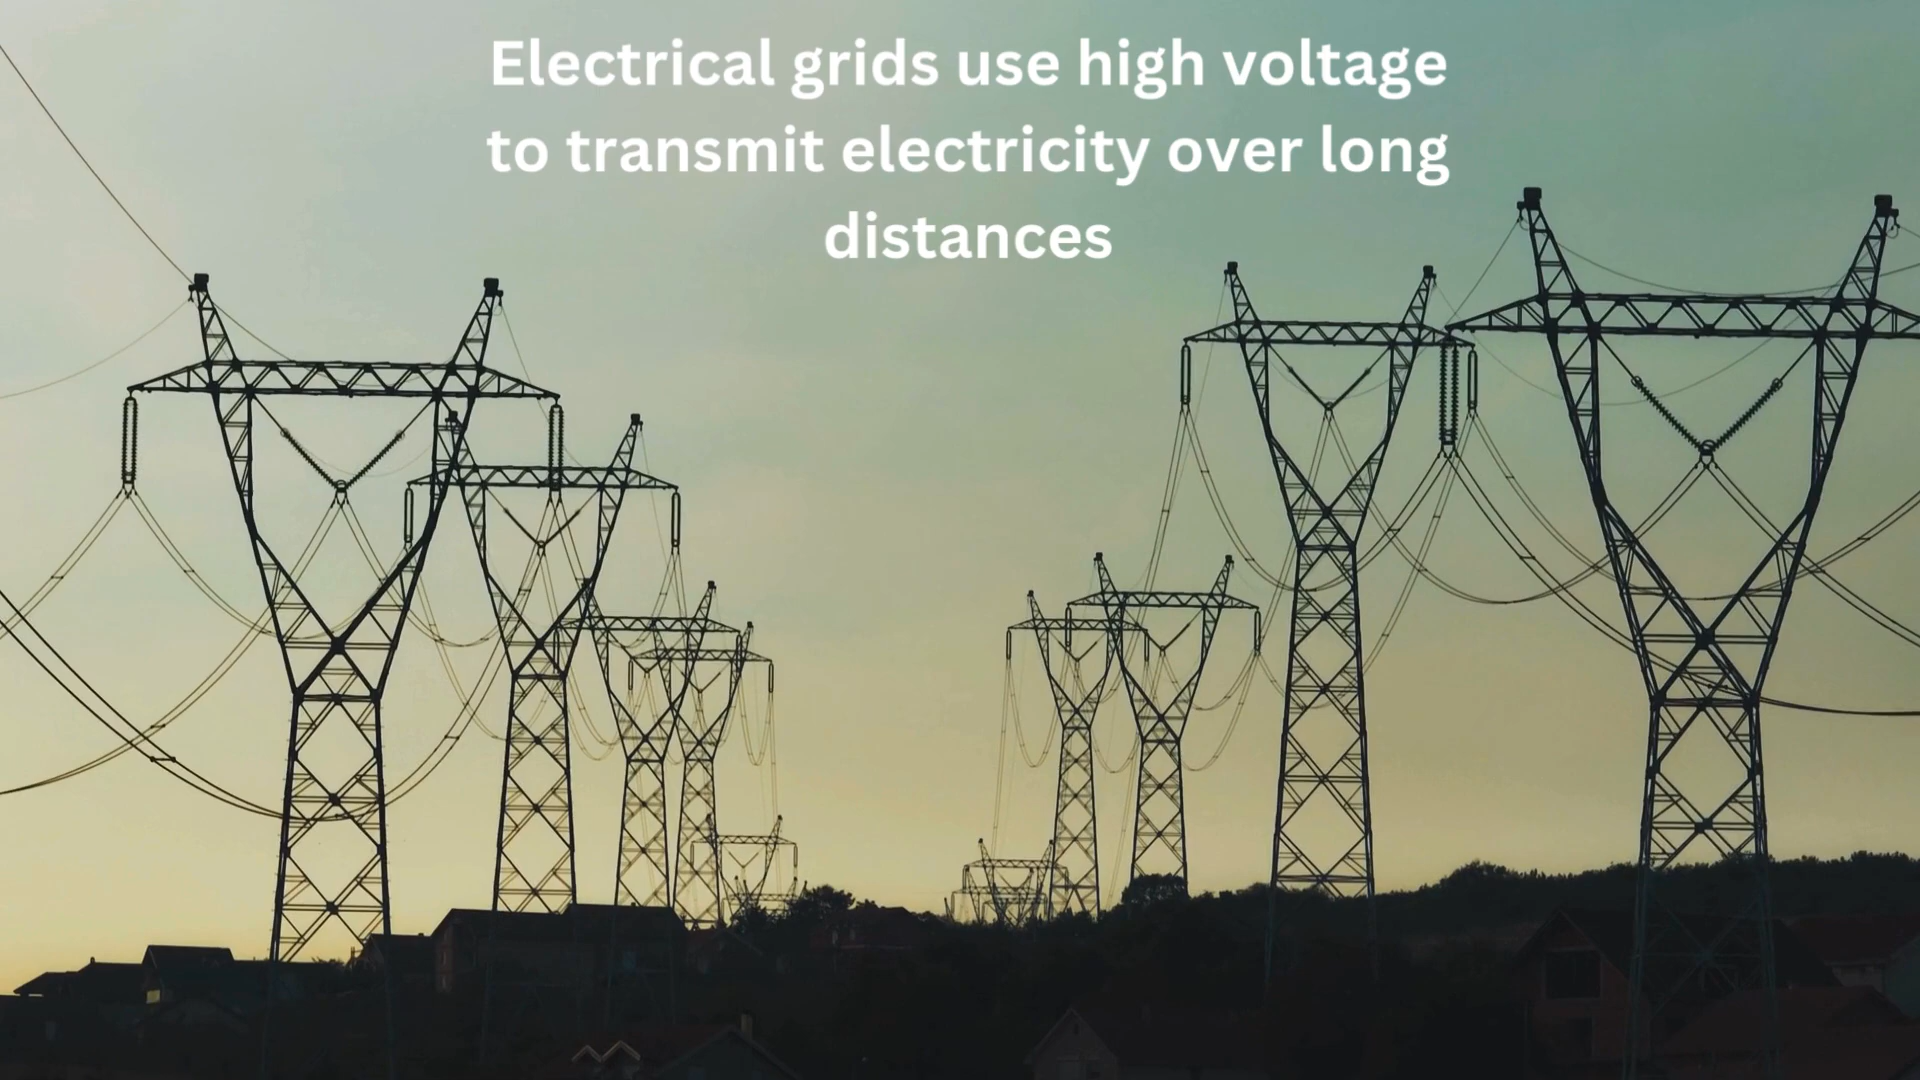 Electrical grids use high voltage
to transmit electricity over long
distances